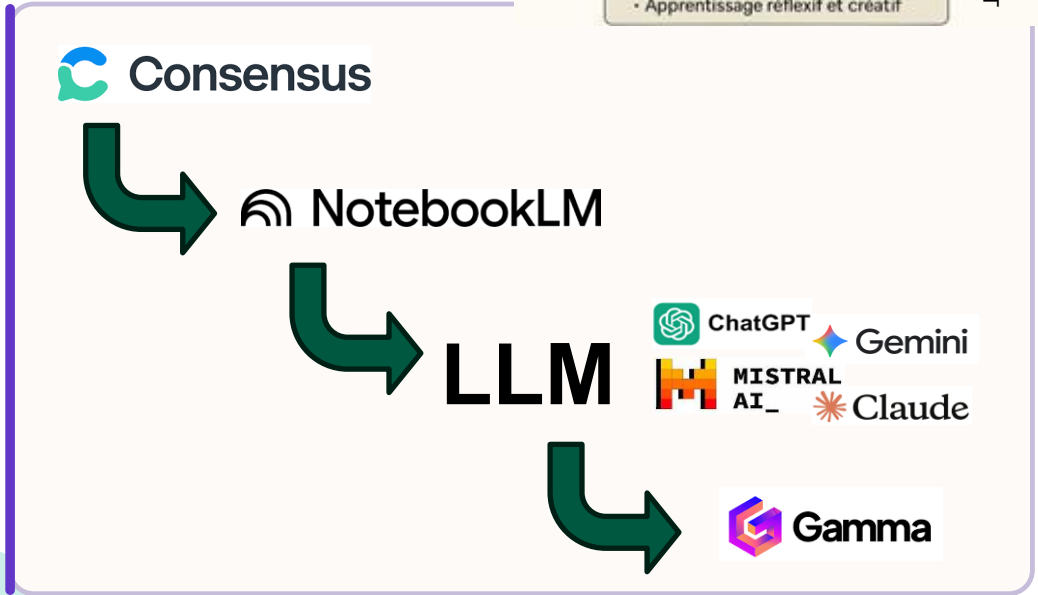 • Apprentissage réflexif et créatif
Consensus
NotebookLM
LLM
ChatGPT
Gemini
MISTRAL
AI_
Claude
Gamma